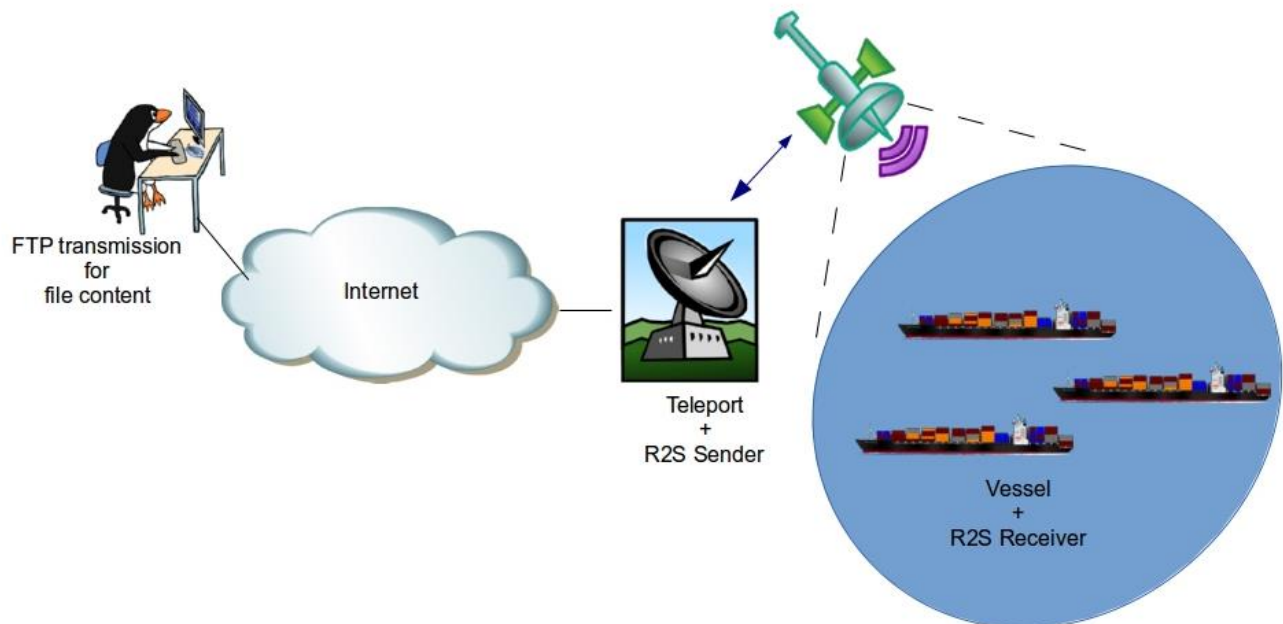 FTP transmission
for
file content
Internet
Teleport
+
R2S Sender
Vessel
+
R2S Receiver